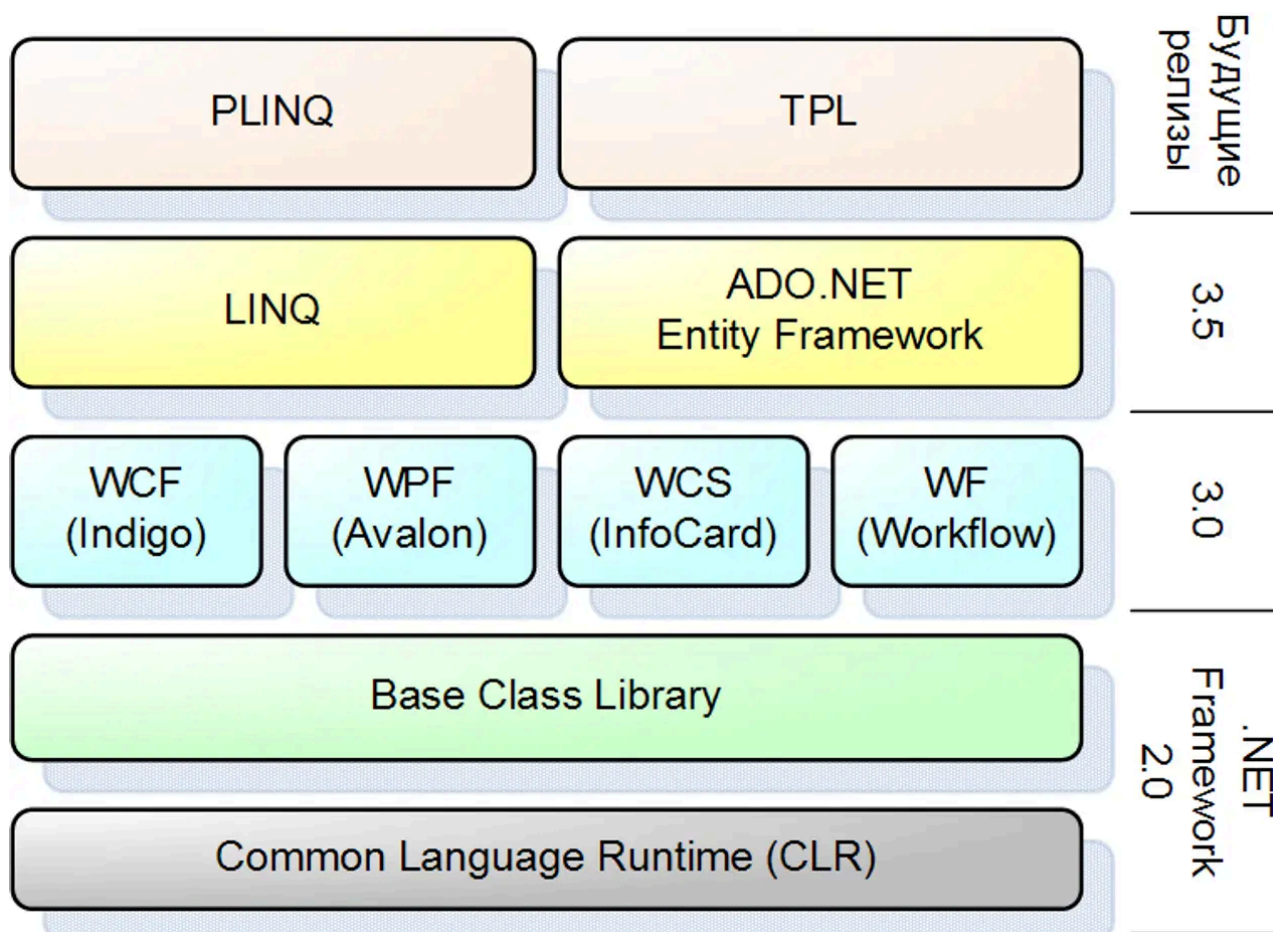 PLINQ
TPL
Будущие
релизы
LINQ
ADO.NET
Entity Framework
3.5
WCF
(Indigo)
WPF
(Avalon)
WCS
(InfoCard)
WF
(Workflow)
3.0
Base Class Library
.NET
Framework
2.0
Common Language Runtime (CLR)